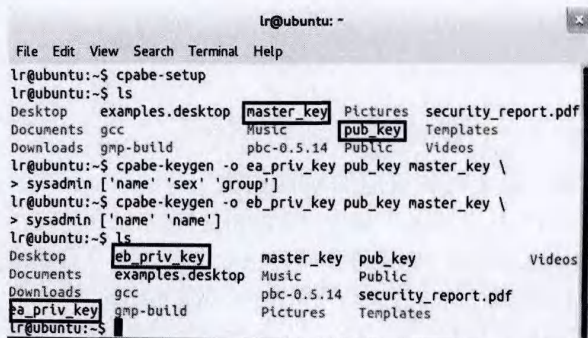 lr@ubuntu: ~
x
File Edit View Search Terminal Help
lr@ubuntu:~$ cpabe-setup
lr@ubuntu:~$ ls
Desktop examples.desktop master_key Pictures security_report.pdf
Documents gcc Music pub_key Templates
Downloads gmp-build pbc-0.5.14 Public Videos
lr@ubuntu:~$ cpabe-keygen -o ea_priv_key pub_key master_key \
> sysadmin ['name' 'sex' 'group']
lr@ubuntu:~$ cpabe-keygen -o eb_priv_key pub_key master_key \
> sysadmin ['name' 'name']
lr@ubuntu:~$ ls
Desktop eb_priv_key master_key pub_key Videos
Documents examples.desktop Music Public
Downloads gcc pbc-0.5.14 security_report.pdf
ea_priv_key gmp-build Pictures Templates
lr@ubuntu:~$